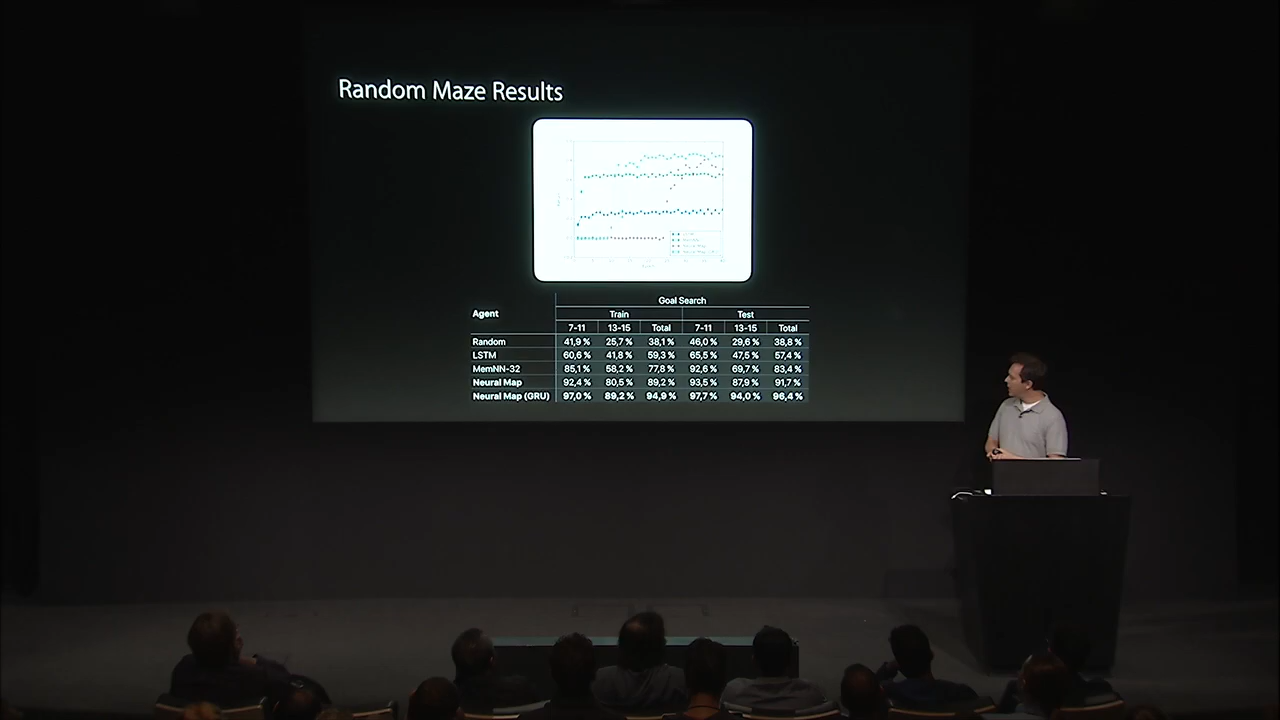 Random Maze Results
Goal Search
Agent Train Test
7-11 13-15 Total 7-11 13-15 Total
Random 41,9 % 25,7 % 38,1 % 46,0 % 29,6 % 38,8 %
LSTM 60,6 % 41,8 % 59,3 % 65,5 % 47,5 % 57,4 %
MemNN-32 85,1 % 58,2 % 77,8 % 92,6 % 69,7 % 83,4 %
Neural Map 92,4 % 80,5 % 89,2 % 93,5 % 87,9 % 91,7 %
Neural Map (GRU) 97,0 % 89,2 % 94,9 % 97,7 % 94,0 % 96,4 %